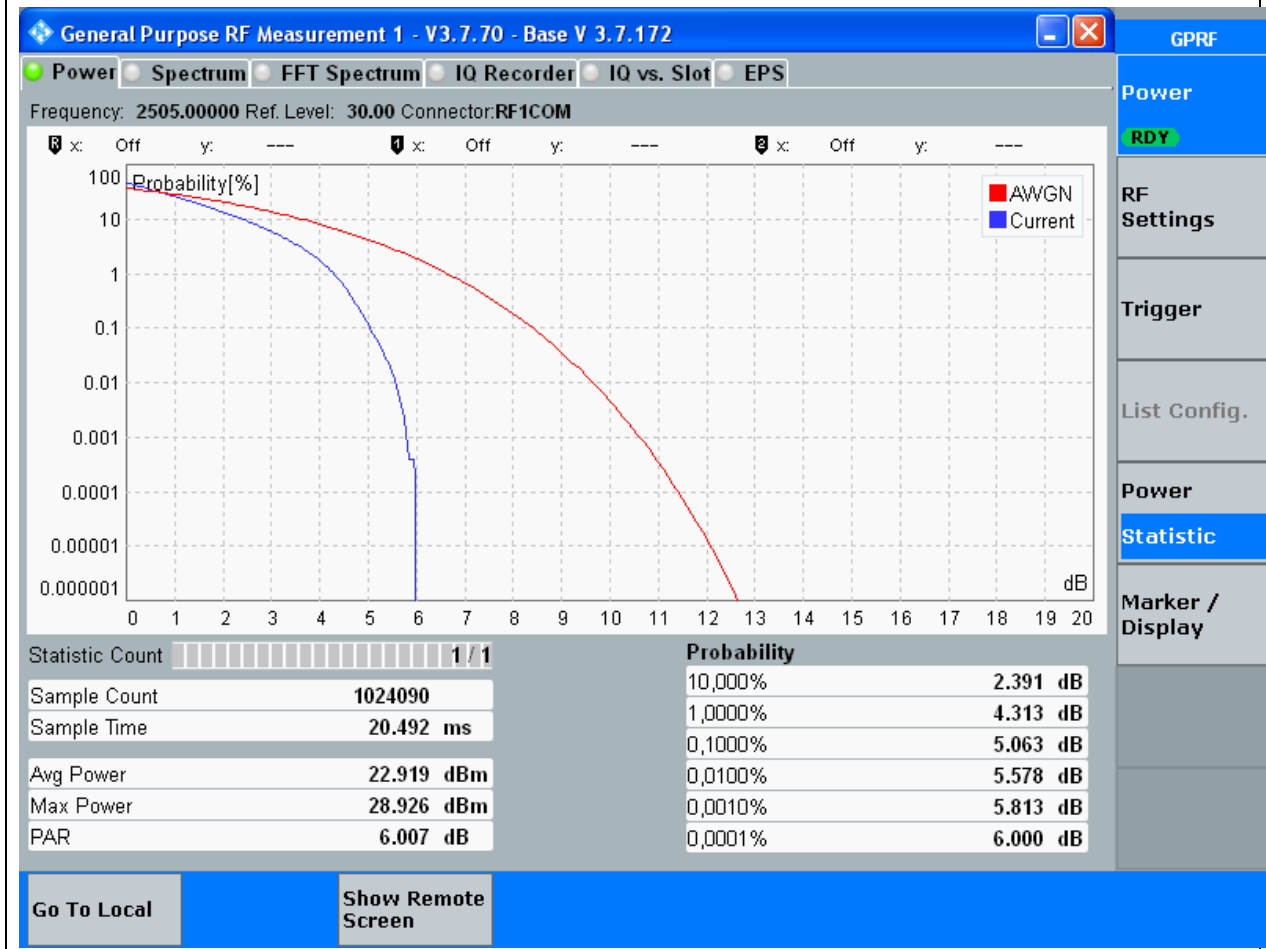 General Purpose RF Measurement 1 - V3.7.70 - Base V 3.7.172
GPRF
Power Spectrum FFT Spectrum IQ Recorder IQ vs. Slot EPS
Frequency: 2505.00000 Ref. Level: 30.00 Connector:RF1COM
R x: Off y: --- 1 x: Off y: --- 2 x: Off y: ---
Probability[%]
AWGN
Current
100
10
1
0.1
0.01
0.001
0.0001
0.00001
0.000001
dB
0 1 2 3 4 5 6 7 8 9 10 11 12 13 14 15 16 17 18 19 20
Statistic Count 1 / 1
Sample Count 1024090
Sample Time 20.492 ms
Avg Power 22.919 dBm
Max Power 28.926 dBm
PAR 6.007 dB
Probability
10,000% 2.391 dB
1,0000% 4.313 dB
0,1000% 5.063 dB
0,0100% 5.578 dB
0,0010% 5.813 dB
0,0001% 6.000 dB
Power
RDY
RF
Settings
Trigger
List Config.
Power
Statistic
Marker /
Display
Go To Local
Show Remote
Screen